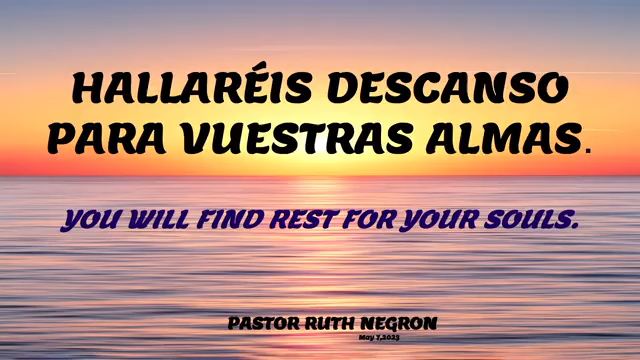 HALLARÉIS DESCANSO
PARA VUESTRAS ALMAS.
YOU WILL FIND REST FOR YOUR SOULS.
PASTOR RUTH NEGRON
May 7,2023